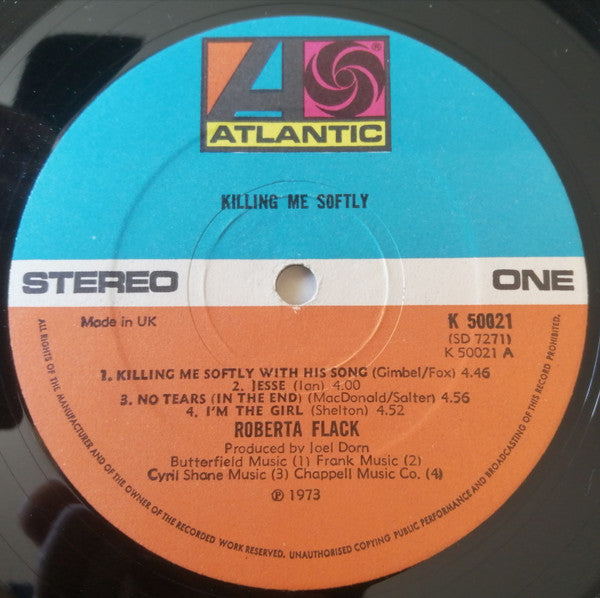 ATLANTIC
®
KILLING ME SOFTLY
STEREO
ONE
Made in UK
K 50021
(SD 7271)
K 50021 A
1. KILLING ME SOFTLY WITH HIS SONG (Gimbel/Fox) 4.46
2. JESSE (Ian) 4.00
3. NO TEARS (IN THE END) (MacDonald/Salter) 4.56
4. I'M THE GIRL (Shelton) 4.52
ROBERTA FLACK
Produced by Joel Dorn
Butterfield Music (1) Frank Music (2)
Cyril Shane Music (3) Chappell Music Co. (4)
℗ 1973
ALL RIGHTS OF THE MANUFACTURER AND OF THE OWNER OF THE RECORDED WORK RESERVED. UNAUTHORISED COPYING PUBLIC PERFORMANCE AND BROADCASTING OF THIS RECORD PROHIBITED.